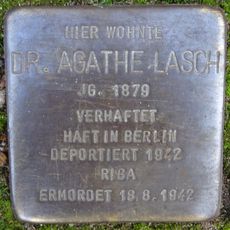 HIER WOHNTE
DR. AGATHE LASCH
JG. 1879
VERHAFTET
HAFT IN BERLIN
DEPORTIERT 1942
RIGA
ERMORDET 18.8.1942